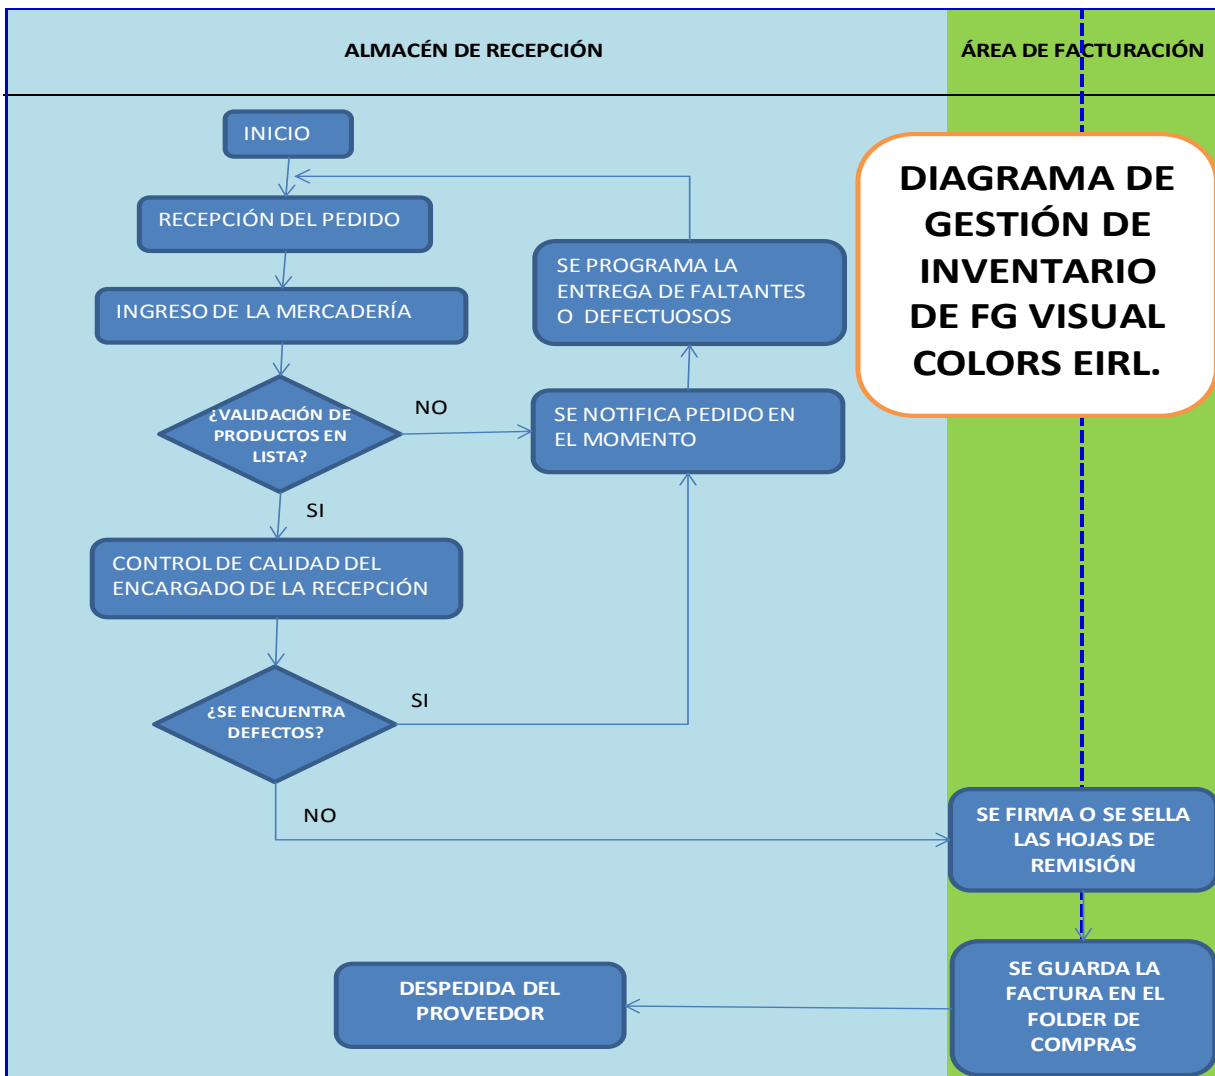 ALMACÉN DE RECEPCIÓN
ÁREA DE FACTURACIÓN
INICIO
DIAGRAMA DE
GESTIÓN DE
INVENTARIO
DE FG VISUAL
COLORS EIRL.
RECEPCIÓN DEL PEDIDO
SE PROGRAMA LA
ENTREGA DE FALTANTES
O DEFECTUOSOS
INGRESO DE LA MERCADERÍA
¿VALIDACIÓN DE
PRODUCTOS EN
LISTA?
NO
SE NOTIFICA PEDIDO EN
EL MOMENTO
SI
CONTROL DE CALIDAD DEL
ENCARGADO DE LA RECEPCIÓN
¿SE ENCUENTRA
DEFECTOS?
SI
NO
SE FIRMA O SE SELLA
LAS HOJAS DE
REMISIÓN
SE GUARDA LA
FACTURA EN EL
FOLDER DE
COMPRAS
DESPEDIDA DEL
PROVEEDOR